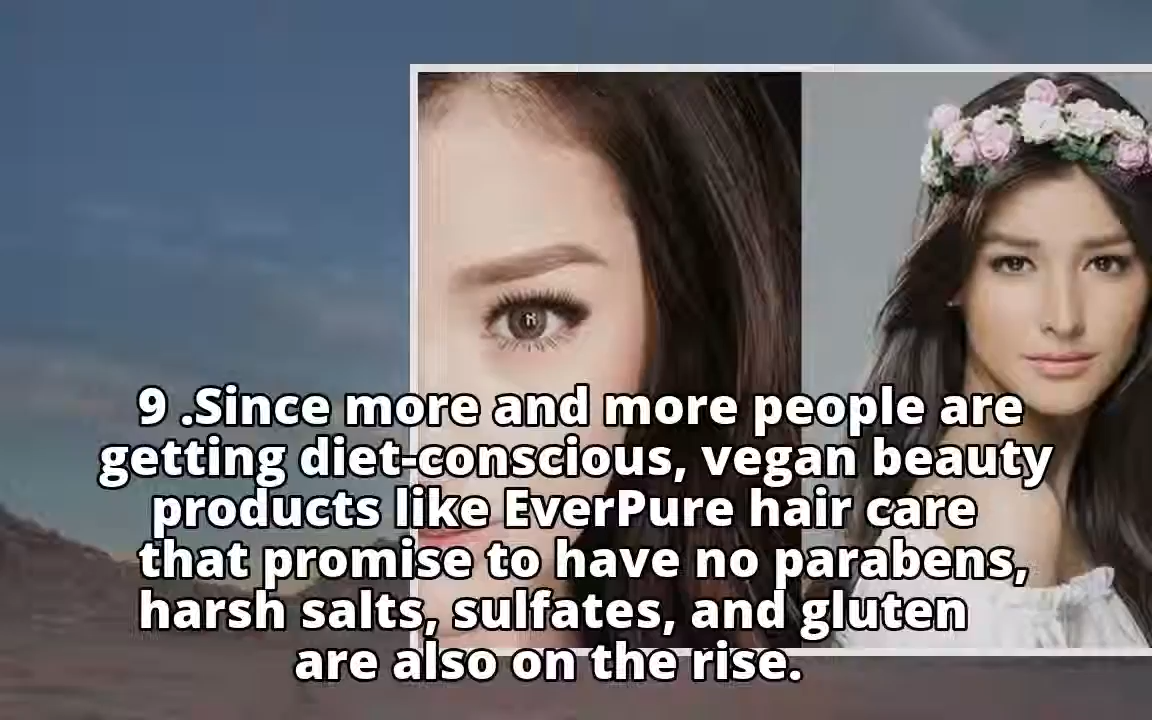 9 .Since more and more people are
getting diet-conscious, vegan beauty
products like EverPure hair care
that promise to have no parabens,
harsh salts, sulfates, and gluten
are also on the rise.